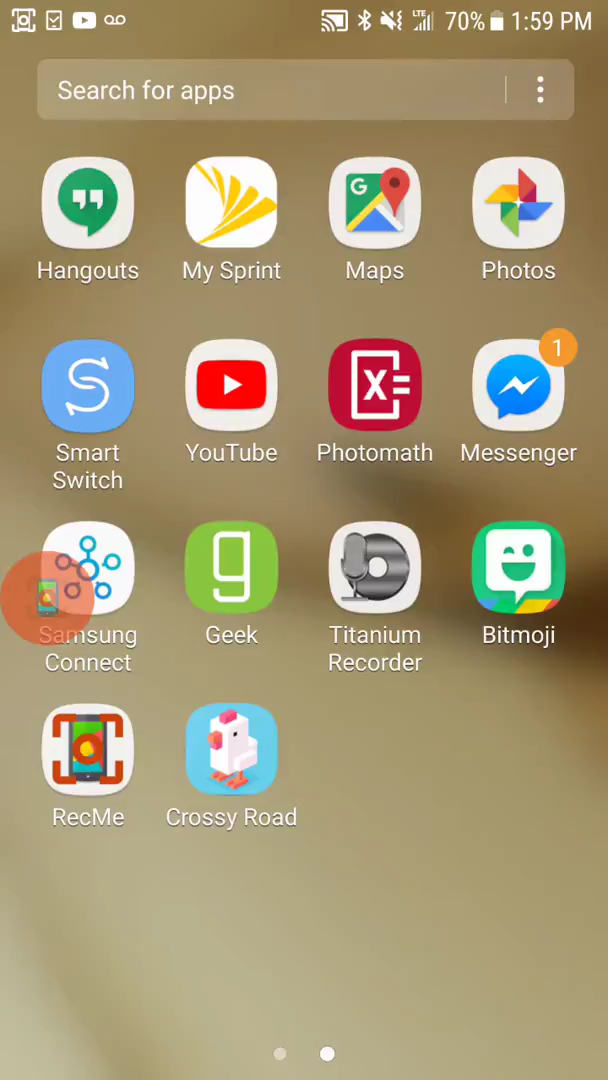 LTE 70% 1:59 PM
Search for apps
Hangouts My Sprint Maps Photos
1
Smart Switch YouTube Photomath Messenger
Samsung Connect Geek Titanium Recorder Bitmoji
RecMe Crossy Road